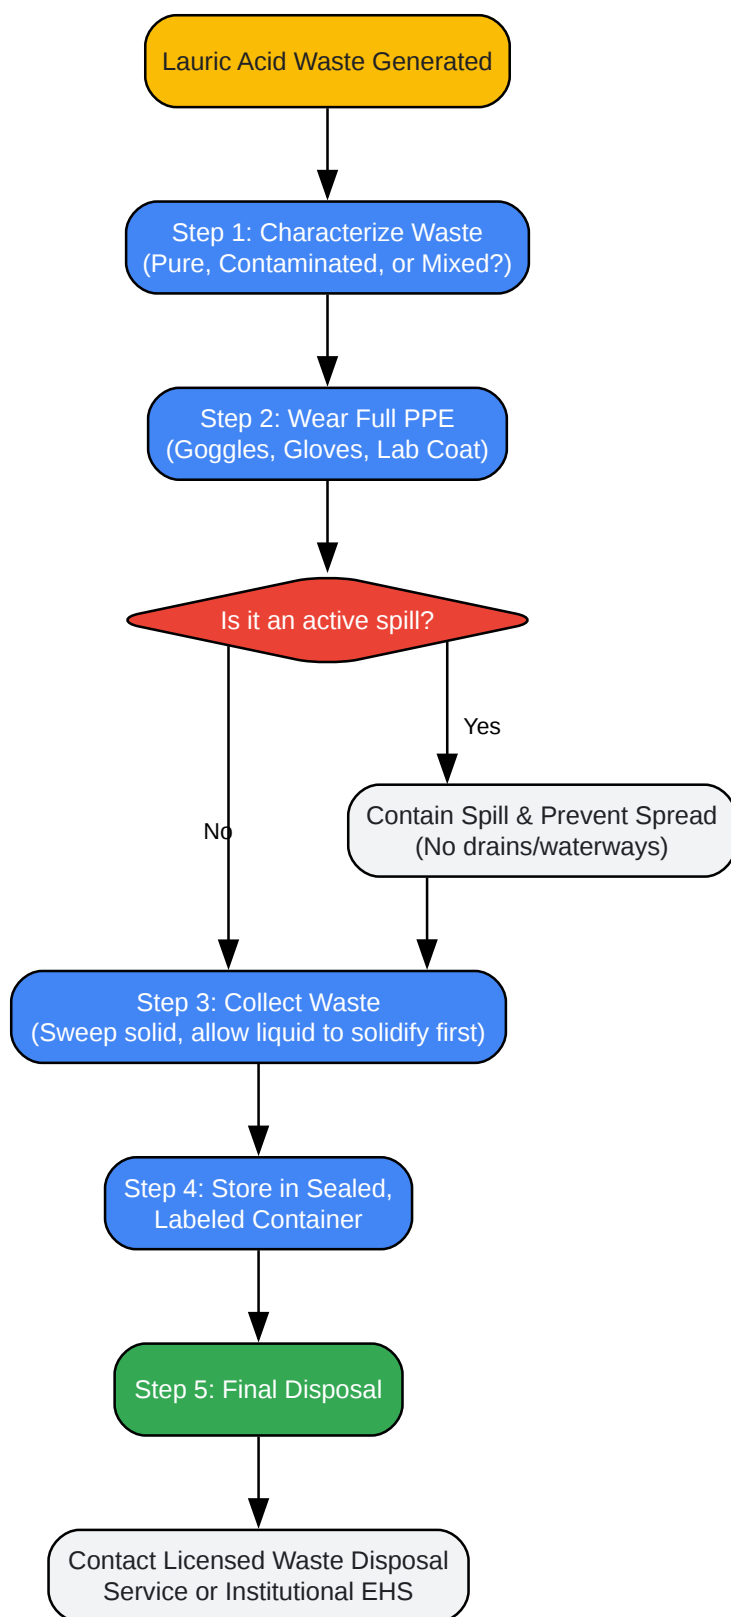 Lauric Acid Waste Generated
Step 1: Characterize Waste
(Pure, Contaminated, or Mixed?)
Step 2: Wear Full PPE
(Goggles, Gloves, Lab Coat)
Is it an active spill?
Yes
Contain Spill & Prevent Spread
(No drains/waterways)
No
Step 3: Collect Waste
(Sweep solid, allow liquid to solidify first)
Step 4: Store in Sealed,
Labeled Container
Step 5: Final Disposal
Contact Licensed Waste Disposal
Service or Institutional EHS